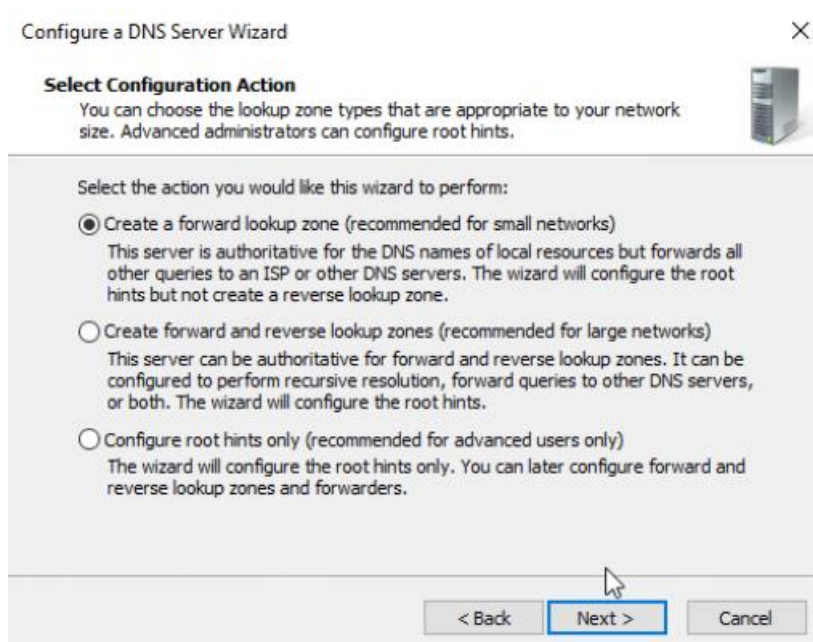 Configure a DNS Server Wizard
Select Configuration Action
You can choose the lookup zone types that are appropriate to your network
size. Advanced administrators can configure root hints.
Select the action you would like this wizard to perform:
Create a forward lookup zone (recommended for small networks)
This server is authoritative for the DNS names of local resources but forwards all
other queries to an ISP or other DNS servers. The wizard will configure the root
hints but not create a reverse lookup zone.
Create forward and reverse lookup zones (recommended for large networks)
This server can be authoritative for forward and reverse lookup zones. It can be
configured to perform recursive resolution, forward queries to other DNS servers,
or both. The wizard will configure the root hints.
Configure root hints only (recommended for advanced users only)
The wizard will configure the root hints only. You can later configure forward and
reverse lookup zones and forwarders.
< Back Next > Cancel